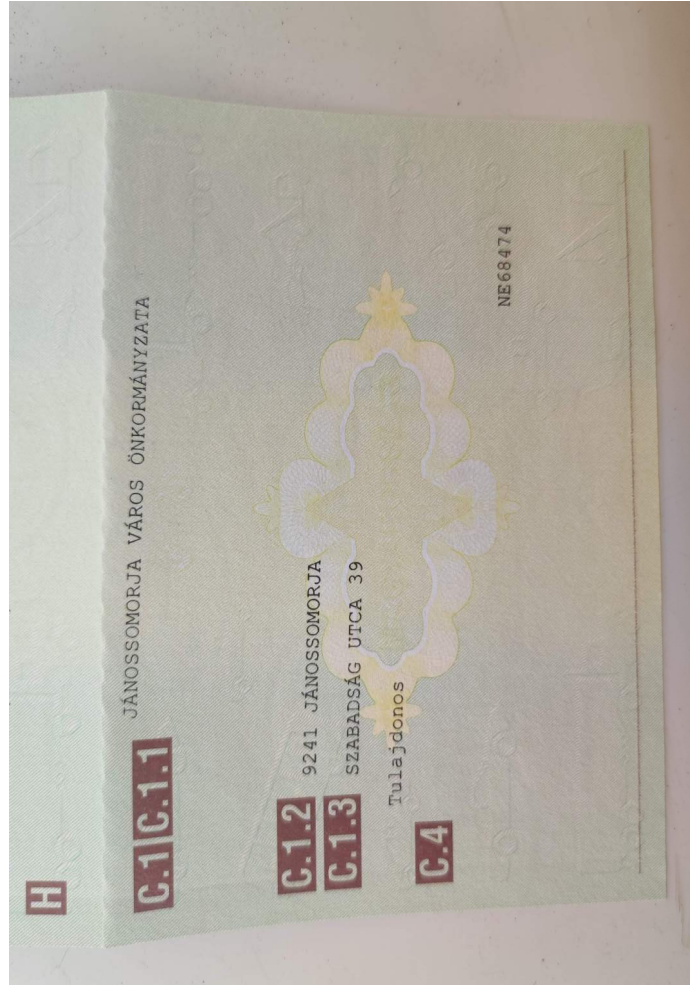 H
C.1 C.1.1 JÁNOSSOMORJA VÁROS ÖNKORMÁNYZATA
C.1.2 9241 JÁNOSSOMORJA
C.1.3 SZABADSÁG UTCA 39
Tulajdonos
C.4
NE68474